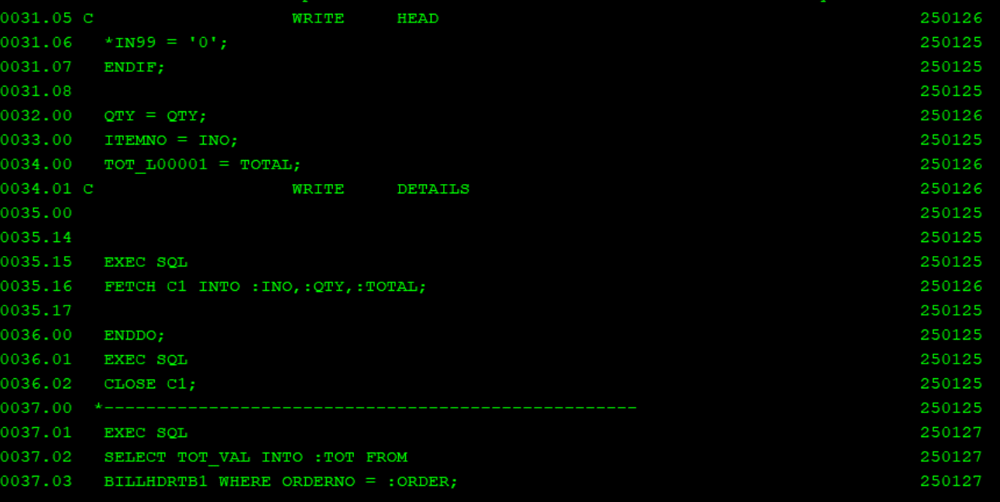 0031.05 C                   WRITE     HEAD                                              250126
0031.06   *IN99 = '0';                                                                  250125
0031.07   ENDIF;                                                                        250125
0031.08                                                                                 250125
0032.00   QTY = QTY;                                                                    250126
0033.00   ITEMNO = INO;                                                                 250125
0034.00   TOT_L00001 = TOTAL;                                                           250126
0034.01 C                   WRITE     DETAILS                                           250126
0035.00                                                                                 250125
0035.14                                                                                 250125
0035.15   EXEC SQL                                                                      250125
0035.16   FETCH C1 INTO :INO,:QTY,:TOTAL;                                               250126
0035.17                                                                                 250125
0036.00   ENDDO;                                                                        250125
0036.01   EXEC SQL                                                                      250125
0036.02   CLOSE C1;                                                                     250125
0037.00  *---------------------------------------------------                           250125
0037.01   EXEC SQL                                                                      250127
0037.02   SELECT TOT_VAL INTO :TOT FROM                                                 250127
0037.03   BILLHDRTB1 WHERE ORDERNO = :ORDER;                                            250127